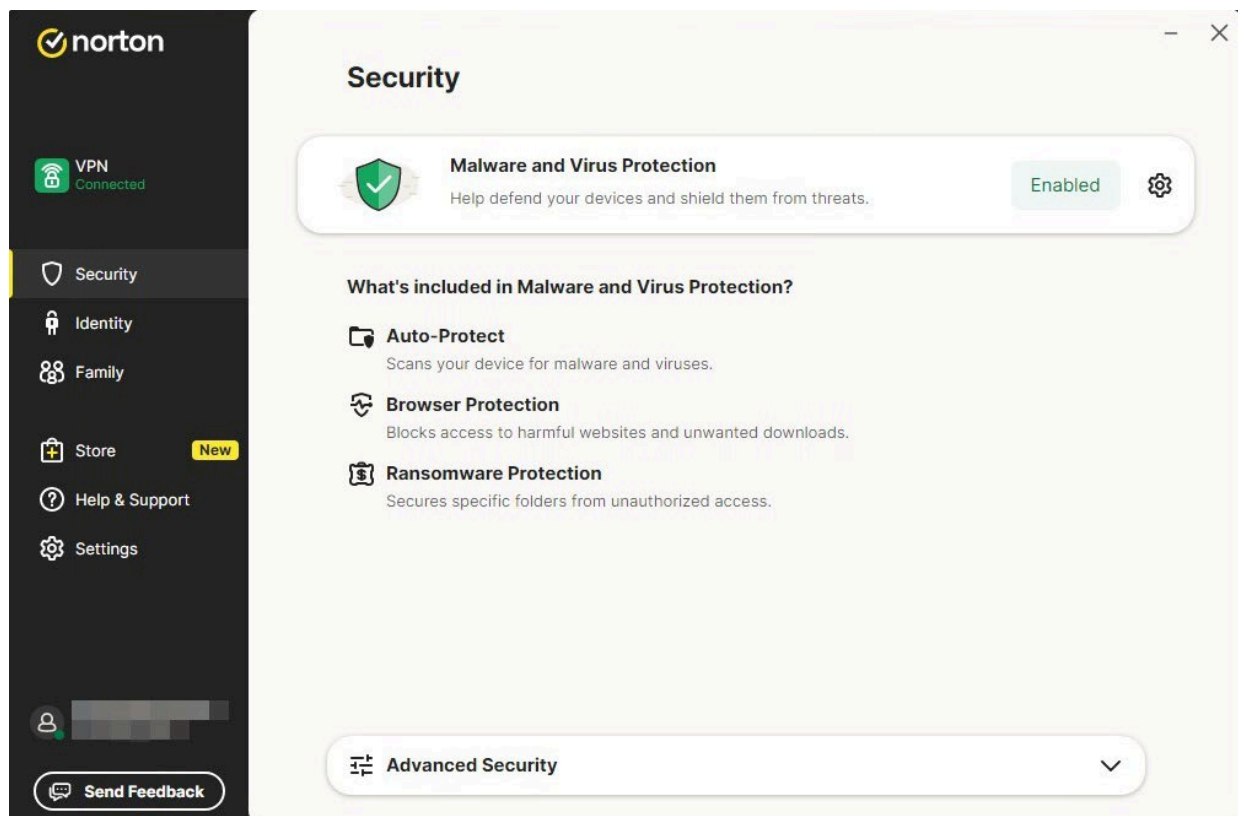 norton
VPN
Connected
Security
Identity
Family
Store
New
Help & Support
Settings
Send Feedback
Security
Malware and Virus Protection
Help defend your devices and shield them from threats.
Enabled
What's included in Malware and Virus Protection?
Auto-Protect
Scans your device for malware and viruses.
Browser Protection
Blocks access to harmful websites and unwanted downloads.
Ransomware Protection
Secures specific folders from unauthorized access.
Advanced Security